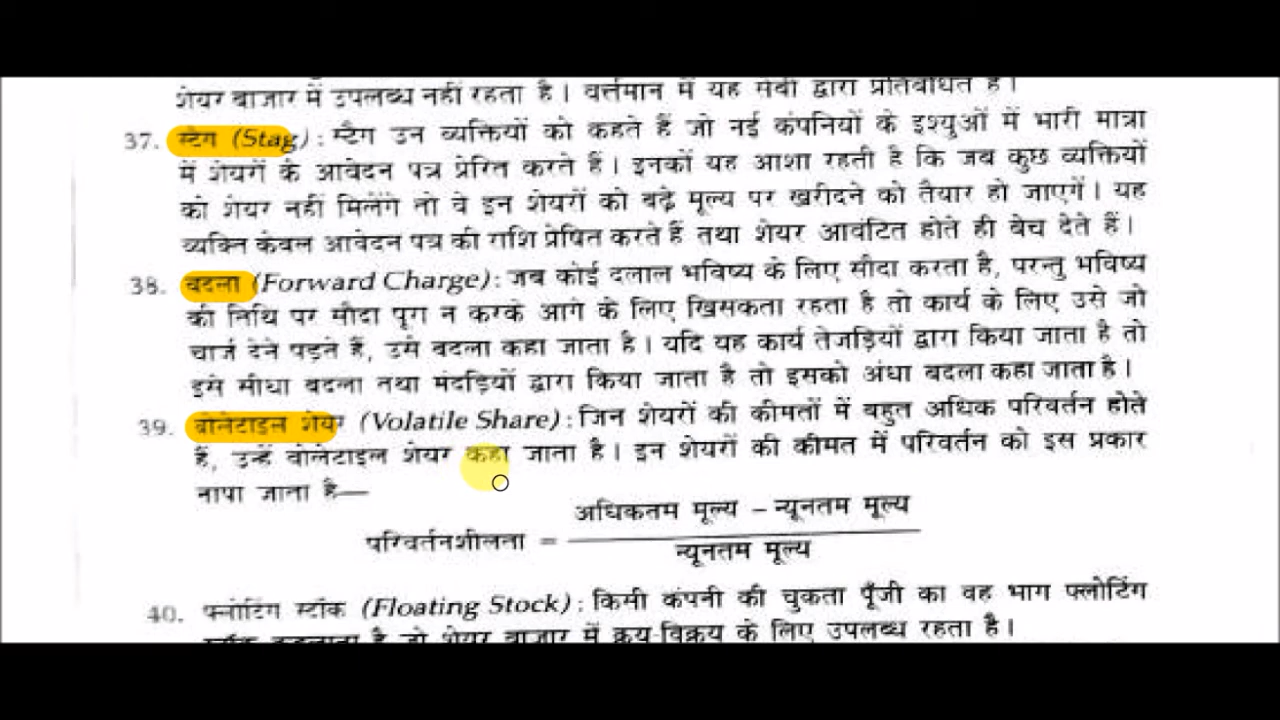 शेयर बाजार में उपलब्ध नहीं रहता है। वर्त्तमान में यह सेबी द्वारा प्रतिबंधित है।
37. स्टैग (Stag) : स्टैग उन व्यक्तियों को कहते हैं जो नई कंपनियों के इश्युओं में भारी मात्रा
में शेयरों के आवेदन पत्र प्रेरित करते हैं। इनकों यह आशा रहती है कि जब कुछ व्यक्तियों
को शेयर नहीं मिलेंगे तो वे इन शेयरों को बढ़े मूल्य पर खरीदने को तैयार हो जाएगें। यह
व्यक्ति केवल आवेदन पत्र की राशि प्रेषित करते हैं तथा शेयर आवंटित होते ही बेच देते हैं।
38. बदला (Forward Charge) : जब कोई दलाल भविष्य के लिए सौदा करता है, परन्तु भविष्य
की तिथि पर सौदा पूरा न करके आगे के लिए खिसकता रहता है तो कार्य के लिए उसे जो
चार्ज देने पड़ते हैं, उसे बदला कहा जाता है। यदि यह कार्य तेजड़ियों द्वारा किया जाता है तो
इसे सीधा बदला तथा मंदड़ियों द्वारा किया जाता है तो इसको अंधा बदला कहा जाता है।
39. वोलेटाइल शेयर (Volatile Share) : जिन शेयरों की कीमतों में बहुत अधिक परिवर्तन होते
हैं, उन्हें वोलेटाइल शेयर कहा जाता है। इन शेयरों की कीमत में परिवर्तन को इस प्रकार
नापा जाता है—
अधिकतम मूल्य – न्यूनतम मूल्य
परिवर्तनशीलता =
न्यूनतम मूल्य
40. फ्लोटिंग स्टॉक (Floating Stock) : किसी कंपनी की चुकता पूँजी का वह भाग फ्लोटिंग
स्टॉक कहलाता है जो शेयर बाजार में क्रय-विक्रय के लिए उपलब्ध रहता है।